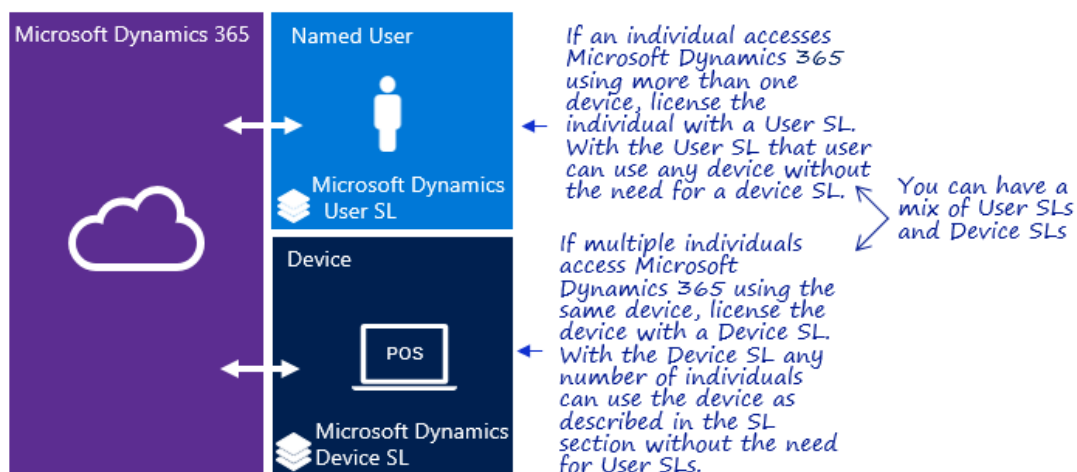 Microsoft Dynamics 365
Named User
Microsoft Dynamics
User SL
If an individual accesses
Microsoft Dynamics 365
using more than one
device, license the
individual with a User SL.
With the User SL that user
can use any device without
the need for a device SL.
You can have a
mix of User SLs
and Device SLs
Device
POS
Microsoft Dynamics
Device SL
If multiple individuals
access Microsoft
Dynamics 365 using the
same device, license the
device with a Device SL.
With the Device SL any
number of individuals
can use the device as
described in the SL
section without the need
for User SLs.